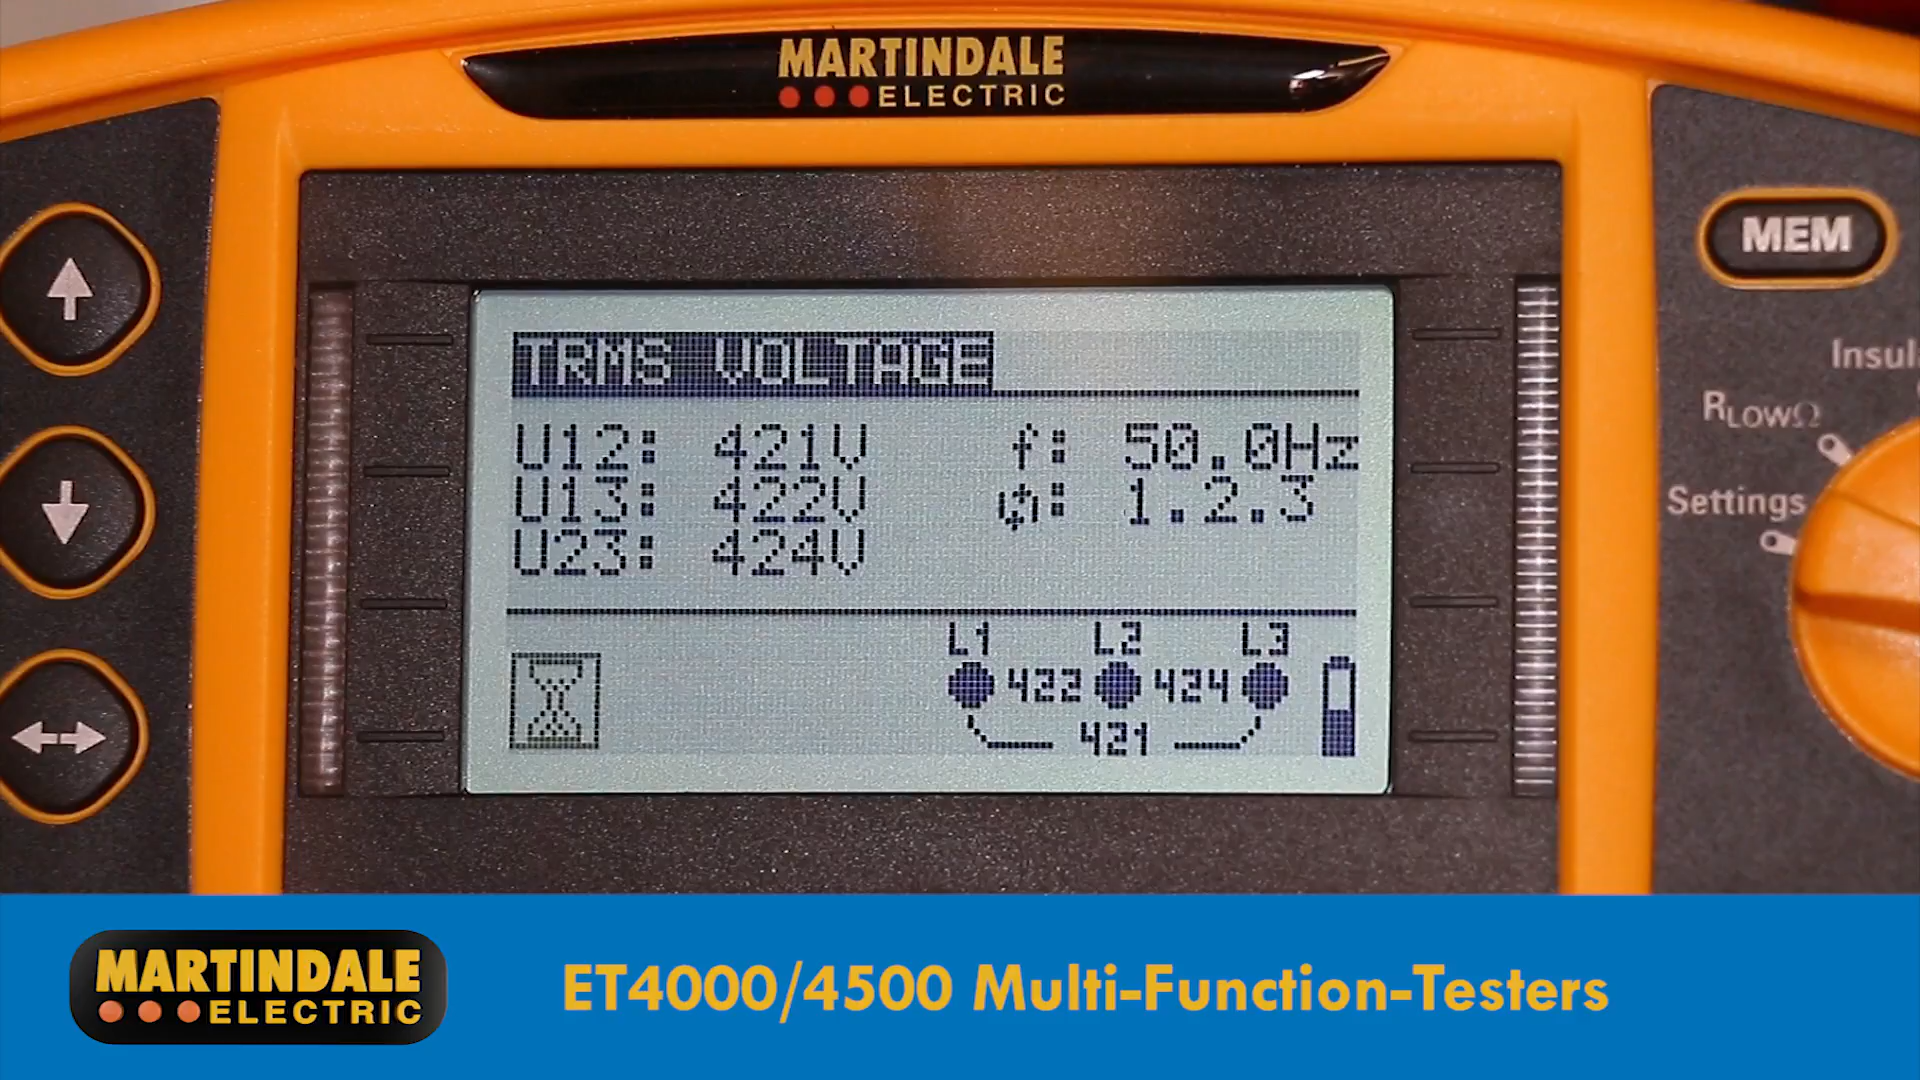 MARTINDALE
ELECTRIC
MEM
Insul
RLOWΩ
Settings
TRMS VOLTAGE
U12: 421V f: 50.0Hz
U13: 422V 1.2.3
U23: 424V
L1 L2 L3
422 424
421
MARTINDALE
ELECTRIC
ET4000/4500 Multi-Function-Testers